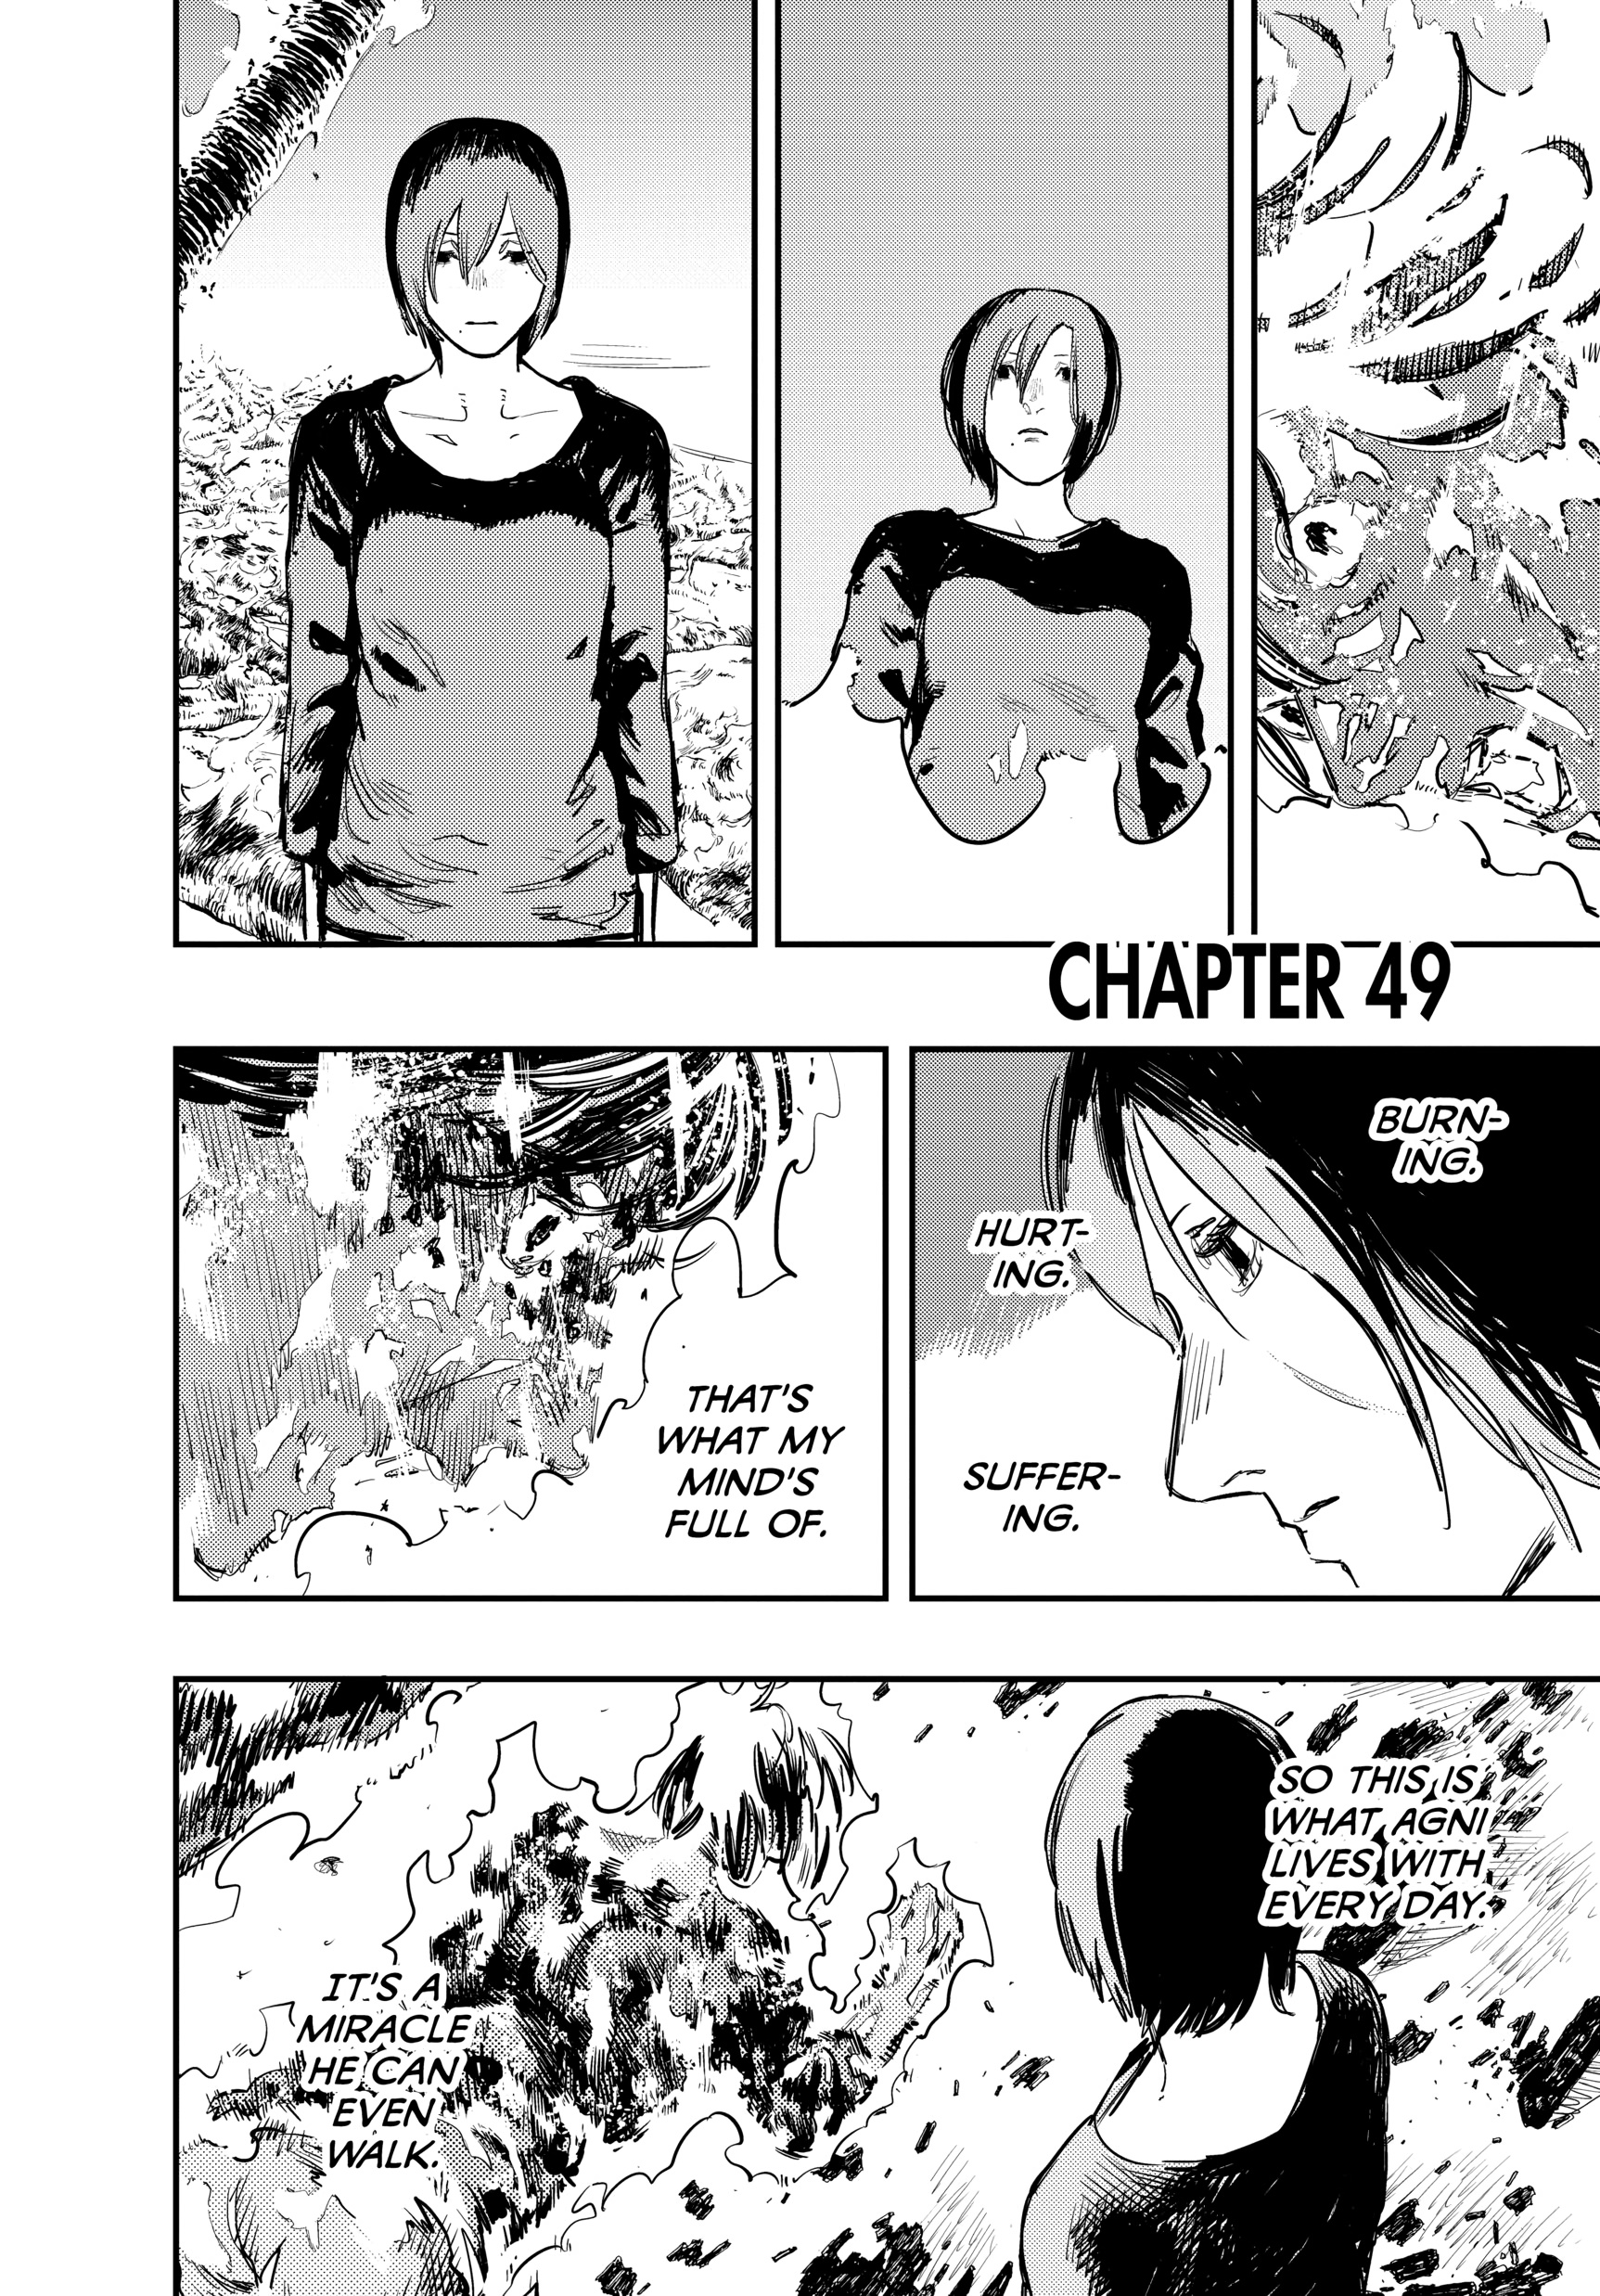 CHAPTER 49
BURN-
ING.
HURT-
ING.
SUFFER-
ING.
THAT'S
WHAT MY
MIND'S
FULL OF.
SO THIS IS
WHAT AGNI
LIVES WITH
EVERY DAY.
IT'S A
MIRACLE
HE CAN
EVEN
WALK.